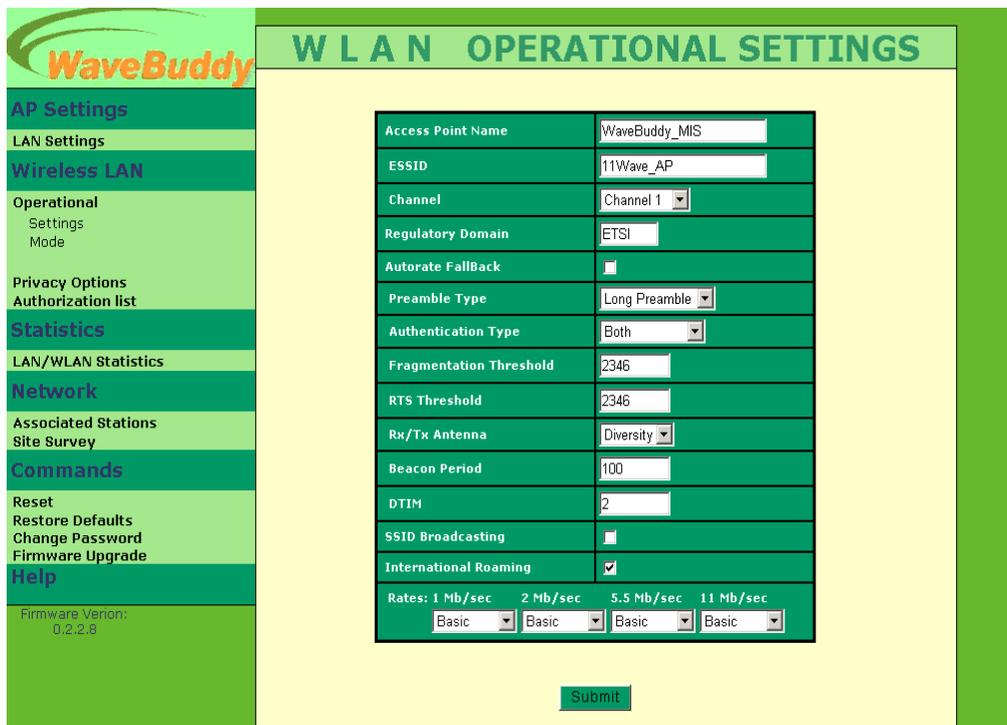 WaveBuddy
W L A N OPERATIONAL SETTINGS
AP Settings
LAN Settings
Wireless LAN
Operational
Settings
Mode
Privacy Options
Authorization list
Statistics
LAN/WLAN Statistics
Network
Associated Stations
Site Survey
Commands
Reset
Restore Defaults
Change Password
Firmware Upgrade
Help
Firmware Verion:
0.2.2.8
Access Point Name WaveBuddy_MIS
ESSID 11Wave_AP
Channel Channel 1
Regulatory Domain ETSI
Autorate FallBack
Preamble Type Long Preamble
Authentication Type Both
Fragmentation Threshold 2346
RTS Threshold 2346
Rx/Tx Antenna Diversity
Beacon Period 100
DTIM 2
SSID Broadcasting
International Roaming
Rates: 1 Mb/sec 2 Mb/sec 5.5 Mb/sec 11 Mb/sec
Basic Basic Basic Basic
Submit